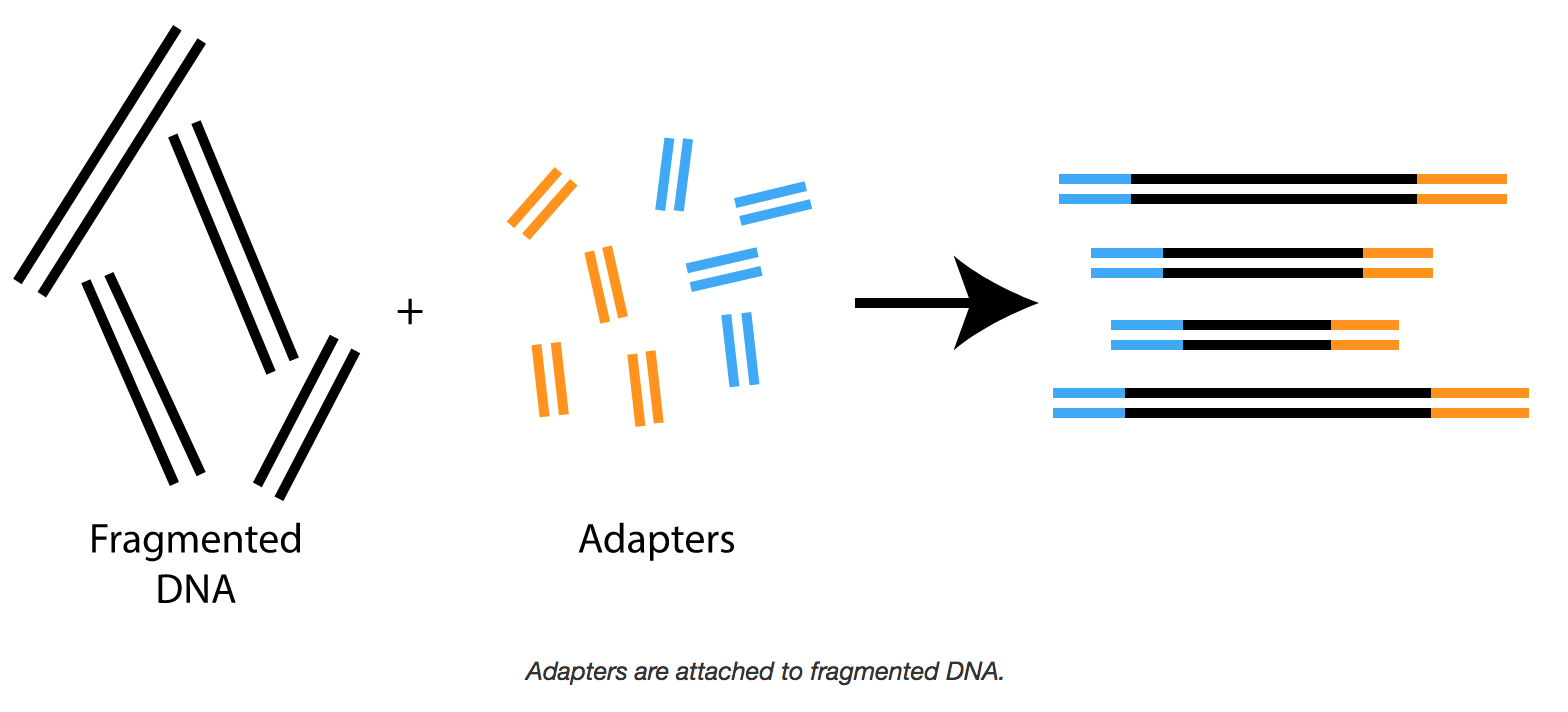 +
Fragmented
DNA
Adapters
Adapters are attached to fragmented DNA.